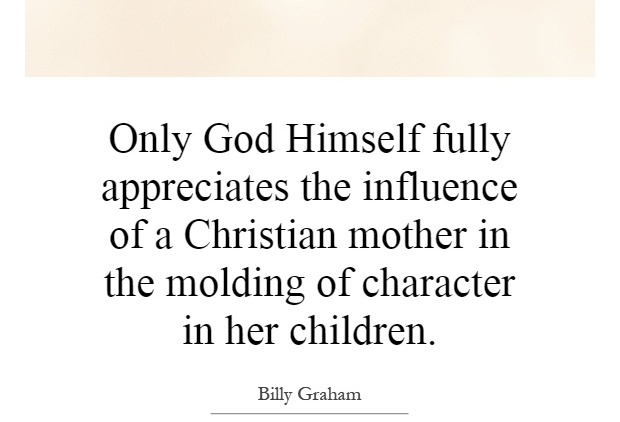 Only God Himself fully
appreciates the influence
of a Christian mother in
the molding of character
in her children.
Billy Graham